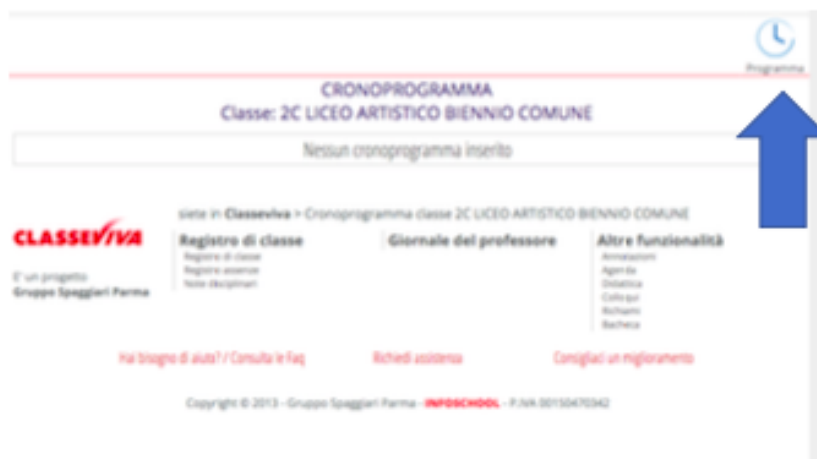 Programma
CRONOPROGRAMMA
Classe: 2C LICEO ARTISTICO BIENNIO COMUNE
Nessun cronoprogramma inserito
siete in Classeviva > Cronoprogramma classe 2C LICEO ARTISTICO BIENNIO COMUNE
CLASSEVIVA
E' un progetto
Gruppo Spaggiari Parma
Registro di classe
Registro di classe
Registro assenze
Note disciplinari
Giornale del professore
Altre funzionalità
Annotazioni
Agenda
Didattica
Colloqui
Richiami
Bacheca
Hai bisogno di aiuto? / Consulta le Faq
Richiedi assistenza
Consigliaci un miglioramento
Copyright © 2013 - Gruppo Spaggiari Parma - INFOSCHOOL - P.IVA 00150470342